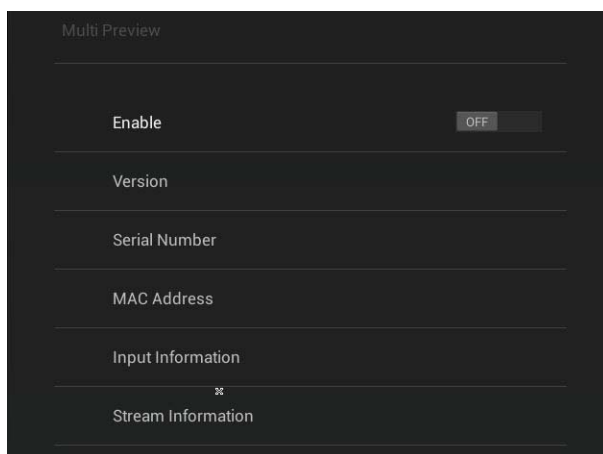 Multi Preview
Enable
OFF
Version
Serial Number
MAC Address
Input Information
Stream Information